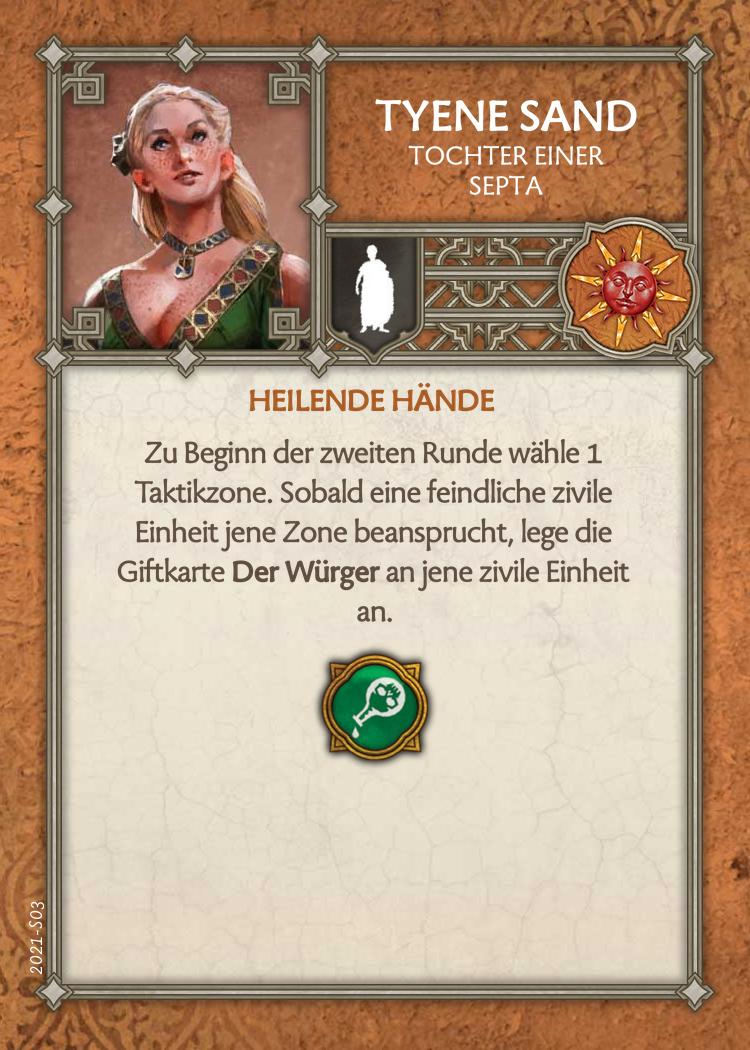 TYENE SAND
TOCHTER EINER
SEPTA
HEILENDE HÄNDE
Zu Beginn der zweiten Runde wähle 1
Taktikzone. Sobald eine feindliche zivile
Einheit jene Zone beansprucht, lege die
Giftkarte Der Würger an jene zivile Einheit
an.
2021-S03